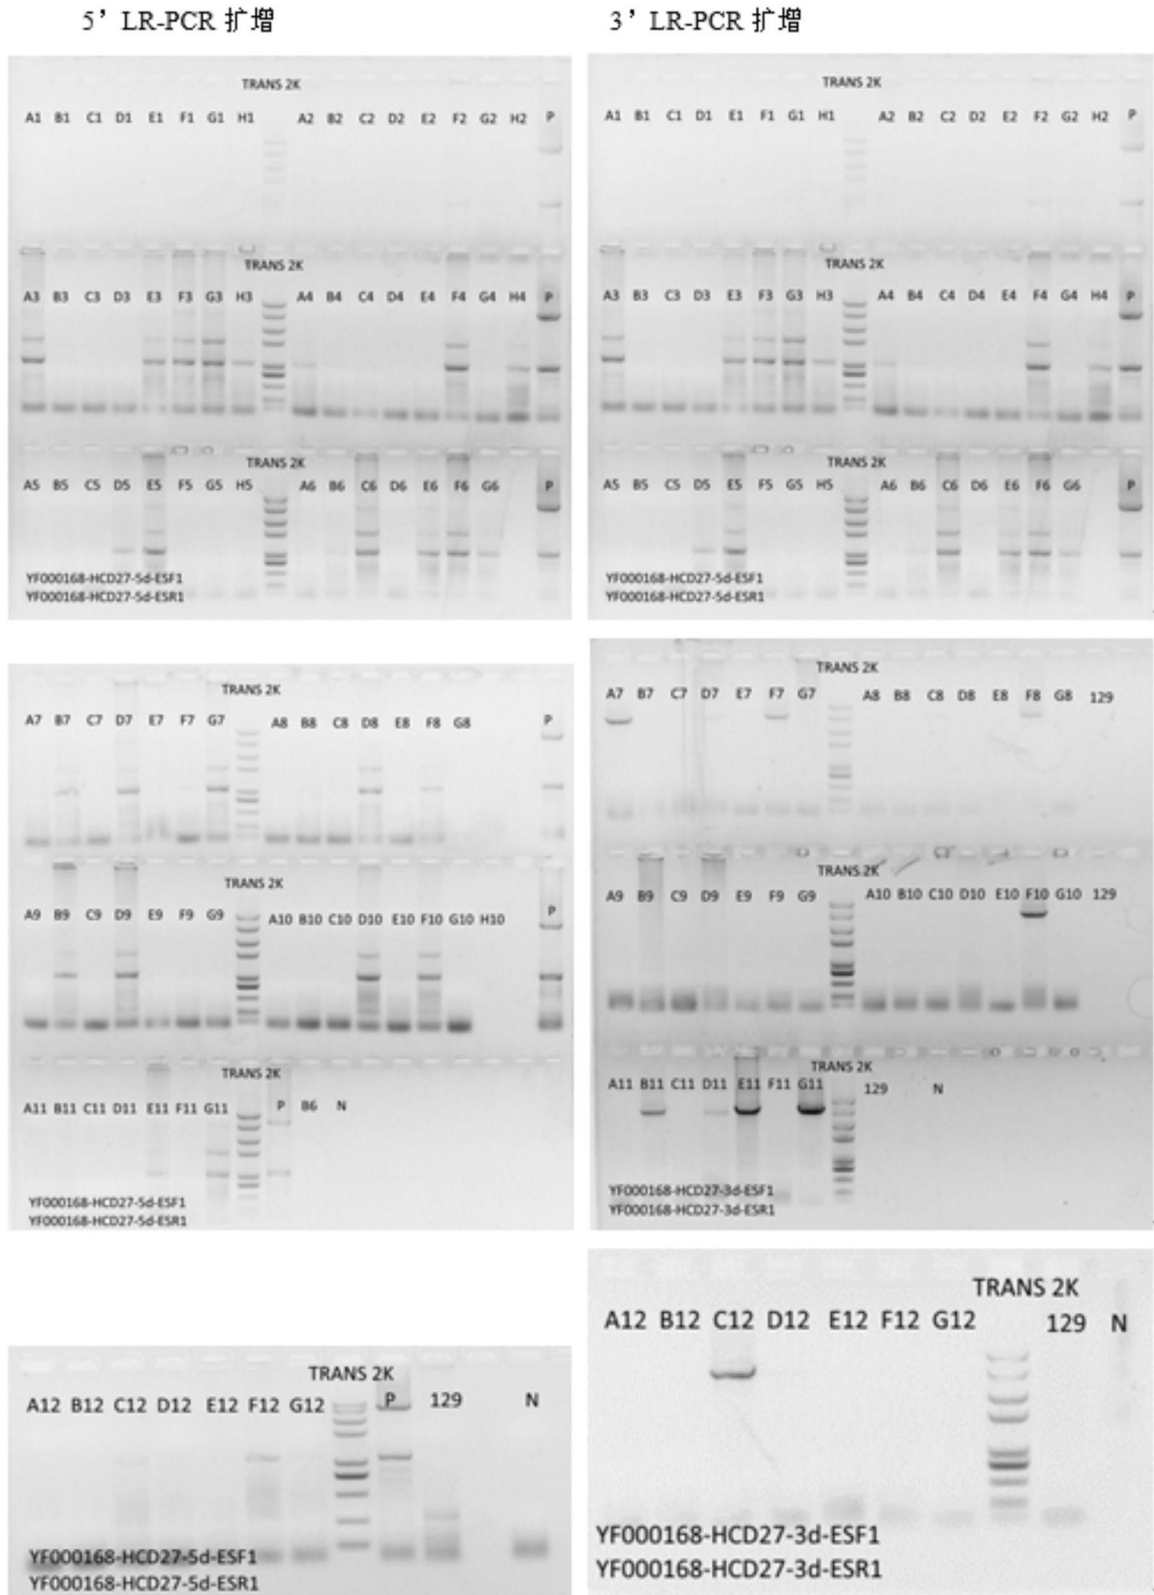 5’ LR-PCR 扩增
3’ LR-PCR 扩增
TRANS 2K
A1 B1 C1 D1 E1 F1 G1 H1 A2 B2 C2 D2 E2 F2 G2 H2 P
TRANS 2K
A3 B3 C3 D3 E3 F3 G3 H3 A4 B4 C4 D4 E4 F4 G4 H4 P
TRANS 2K
A5 B5 C5 D5 E5 F5 G5 H5 A6 B6 C6 D6 E6 F6 G6 P
YF000168-HCD27-5d-ESF1
YF000168-HCD27-5d-ESR1
TRANS 2K
A1 B1 C1 D1 E1 F1 G1 H1 A2 B2 C2 D2 E2 F2 G2 H2 P
TRANS 2K
A3 B3 C3 D3 E3 F3 G3 H3 A4 B4 C4 D4 E4 F4 G4 H4 P
TRANS 2K
A5 B5 C5 D5 E5 F5 G5 H5 A6 B6 C6 D6 E6 F6 G6 P
YF000168-HCD27-5d-ESF1
YF000168-HCD27-5d-ESR1
TRANS 2K
A7 B7 C7 D7 E7 F7 G7 A8 B8 C8 D8 E8 F8 G8 P
TRANS 2K
A9 B9 C9 D9 E9 F9 G9 A10 B10 C10 D10 E10 F10 G10 H10 P
TRANS 2K
A11 B11 C11 D11 E11 F11 G11 P B6 N
YF000168-HCD27-5d-ESF1
YF000168-HCD27-5d-ESR1
TRANS 2K
A7 B7 C7 D7 E7 F7 G7 A8 B8 C8 D8 E8 F8 G8 129
TRANS 2K
A9 B9 C9 D9 E9 F9 G9 A10 B10 C10 D10 E10 F10 G10 129
TRANS 2K
A11 B11 C11 D11 E11 F11 G11 129 N
YF000168-HCD27-3d-ESF1
YF000168-HCD27-3d-ESR1
TRANS 2K
A12 B12 C12 D12 E12 F12 G12 P 129 N
YF000168-HCD27-5d-ESF1
YF000168-HCD27-5d-ESR1
TRANS 2K
A12 B12 C12 D12 E12 F12 G12 129 N
YF000168-HCD27-3d-ESF1
YF000168-HCD27-3d-ESR1